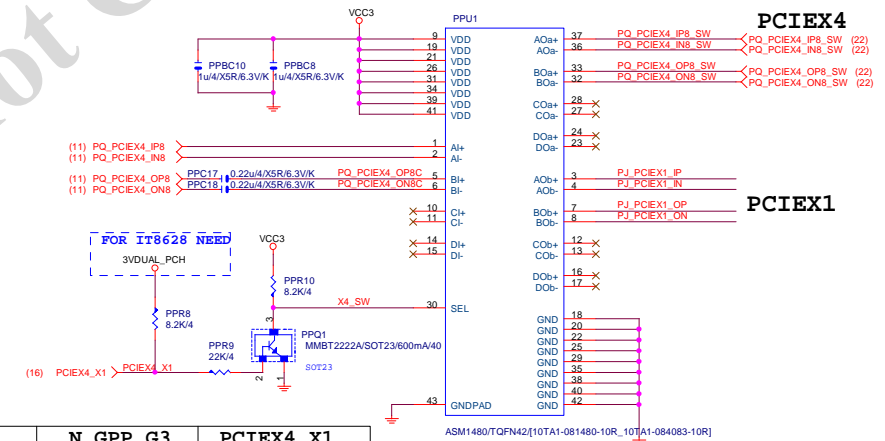 ot C
VCC3
PPU1
PCIEX4
PPBC10
1u/4/X5R/6.3V/K
PPBC8
1u/4/X5R/6.3V/K
9 VDD
19 VDD
21 VDD
26 VDD
31 VDD
34 VDD
39 VDD
41 VDD
AOa+ 37 PQ_PCIEX4_IP8_SW PQ_PCIEX4_IP8_SW (22)
AOa- 36 PQ_PCIEX4_IN8_SW PQ_PCIEX4_IN8_SW (22)
BOa+ 33 PQ_PCIEX4_OP8_SW PQ_PCIEX4_OP8_SW (22)
BOa- 32 PQ_PCIEX4_ON8_SW PQ_PCIEX4_ON8_SW (22)
COa+ 28
COa- 27
DOa+ 24
DOa- 23
(11) PQ_PCIEX4_IP8 1 AI+
(11) PQ_PCIEX4_IN8 2 AI-
(11) PQ_PCIEX4_OP8 PPC17 0.22u/4/X5R/6.3V/K PQ_PCIEX4_OP8C 5 BI+
(11) PQ_PCIEX4_ON8 PPC18 0.22u/4/X5R/6.3V/K PQ_PCIEX4_ON8C 6 BI-
AOb+ 3 PJ_PCIEX1_IP
AOb- 4 PJ_PCIEX1_IN
BOb+ 7 PJ_PCIEX1_OP
BOb- 8 PJ_PCIEX1_ON
PCIEX1
10 CI+
11 CI-
14 DI+
15 DI-
COb+ 12
COb- 13
DOb+ 16
DOb- 17
FOR IT8628 NEED
3VDUAL_PCH
VCC3
PPR10
8.2K/4
PPR8
8.2K/4
X4_SW 30 SEL
3
PPQ1
MMBT2222A/SOT23/600mA/40
SOT23
PPR9
22K/4
2
1
(16) PCIEX4_X1 PCIEX4_X1
GND 18
GND 20
GND 22
GND 25
GND 29
GND 35
GND 38
GND 40
GND 42
43 GNDPAD
ASM1480/TQFN42/[10TA1-081480-10R_10TA1-084083-10R]
N GPP G3
PCIEX4 X1